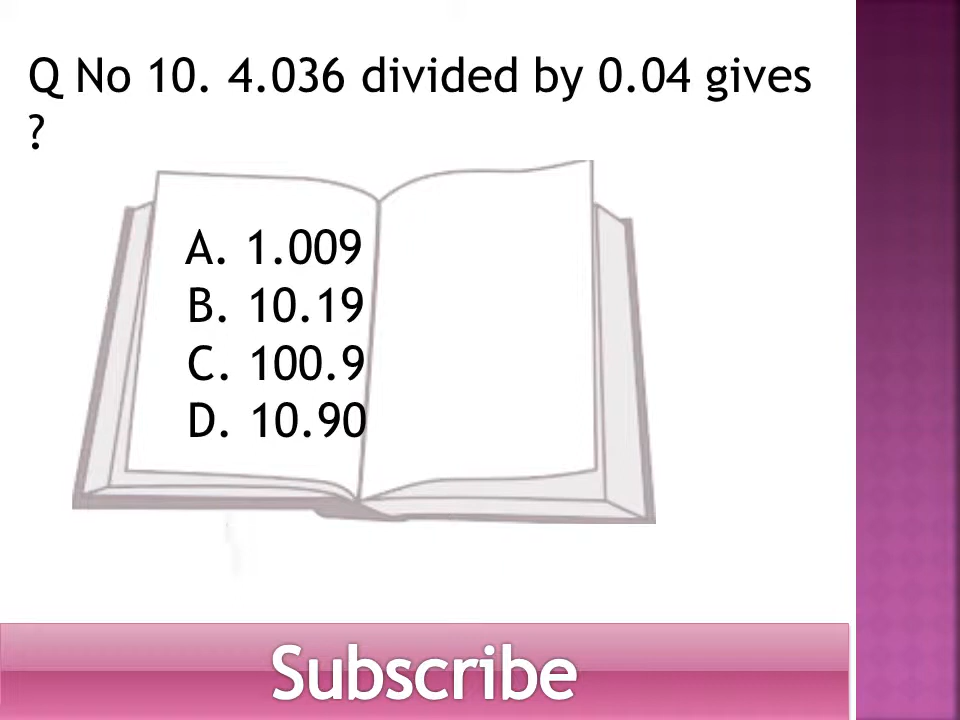 Q No 10. 4.036 divided by 0.04 gives
?
A. 1.009
B. 10.19
C. 100.9
D. 10.90
Subscribe